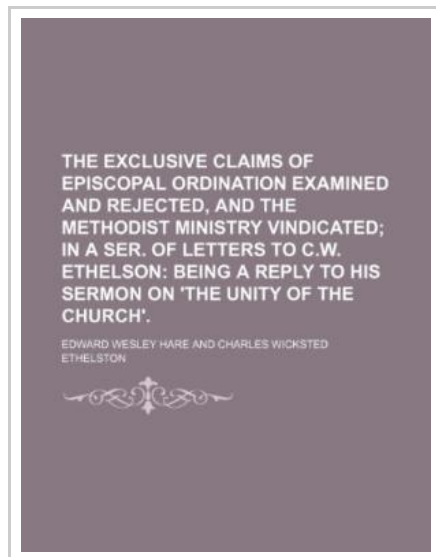 THE EXCLUSIVE CLAIMS OF
EPISCOPAL ORDINATION EXAMINED
AND REJECTED, AND THE
METHODIST MINISTRY VINDICATED;
IN A SER. OF LETTERS TO C.W.
ETHELSON: BEING A REPLY TO HIS
SERMON ON 'THE UNITY OF THE
CHURCH'.
EDWARD WESLEY HARE AND CHARLES WICKSTED
ETHELSTON